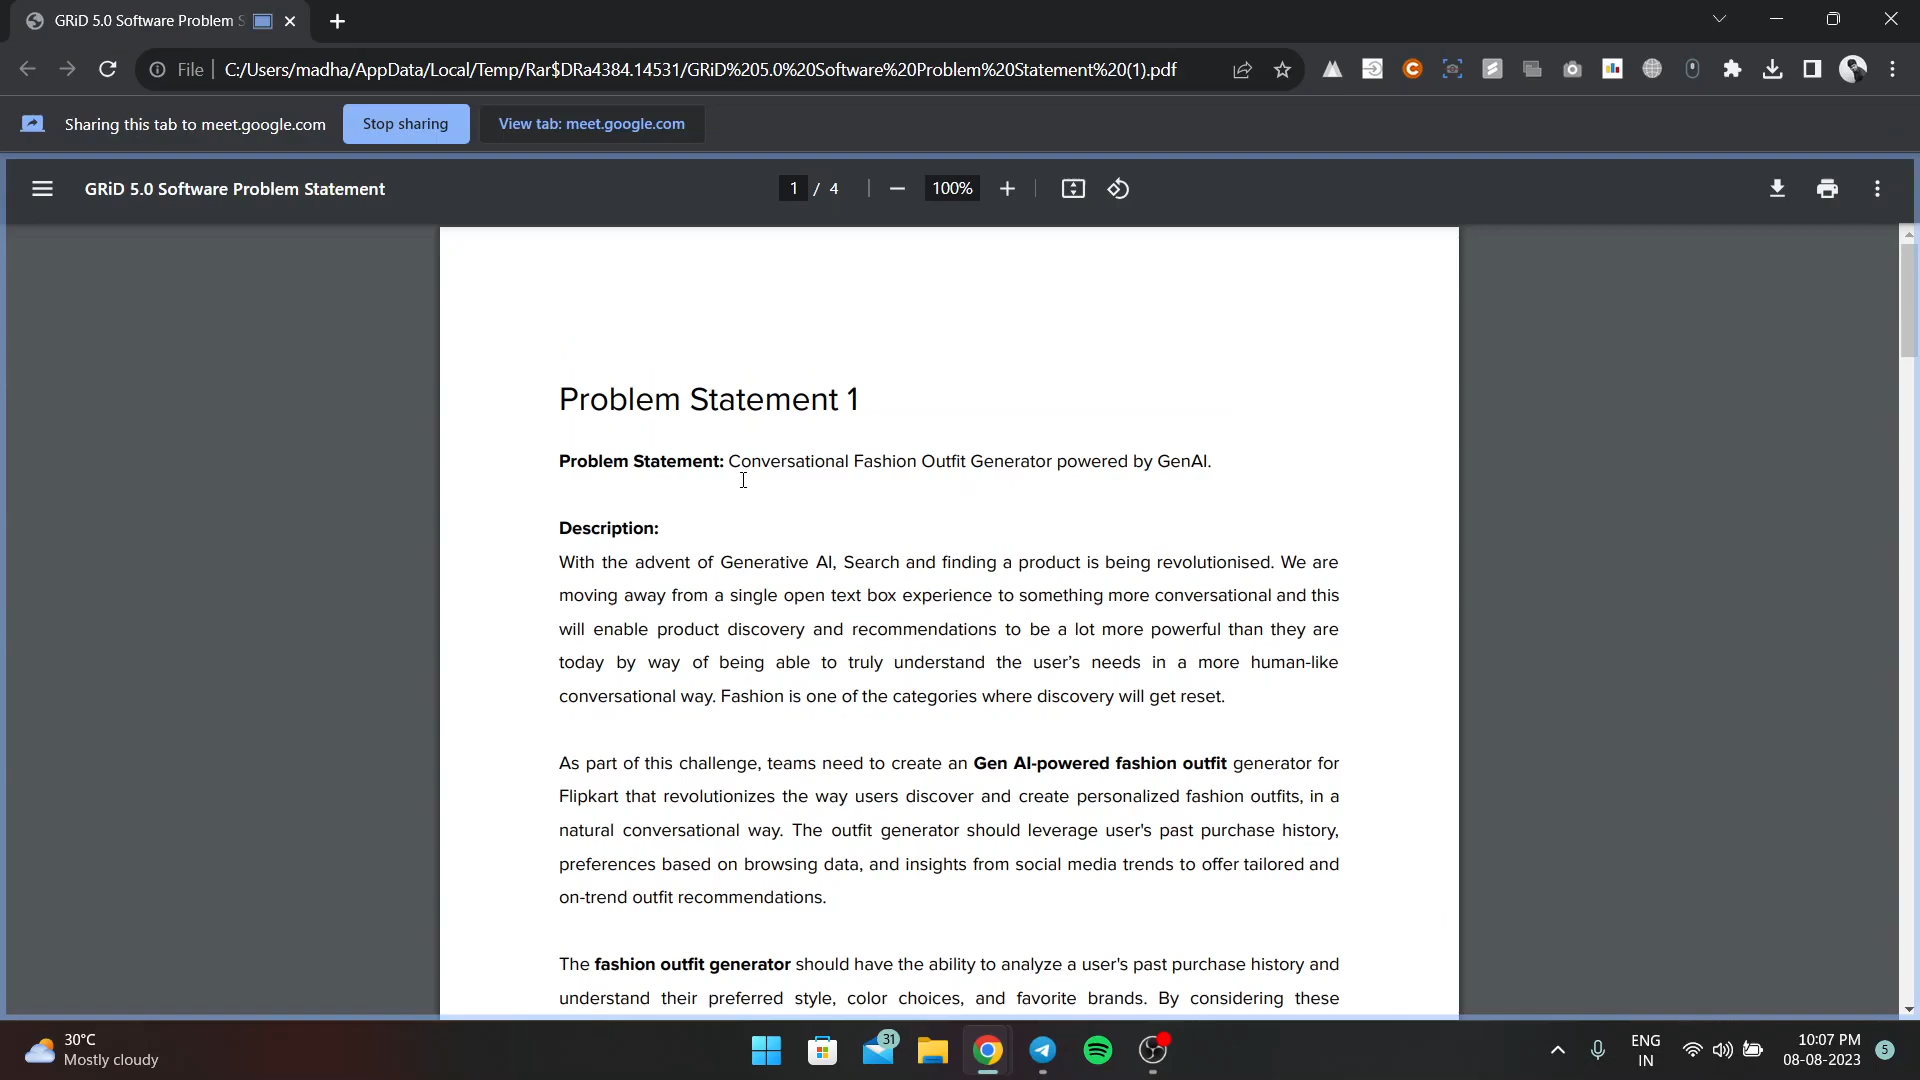 GRiD 5.0 Software Problem S
File
C:/Users/madha/AppData/Local/Temp/Rar$DRa4384.14531/GRiD%205.0%20Software%20Problem%20Statement%20(1).pdf
Sharing this tab to meet.google.com
Stop sharing
View tab: meet.google.com
GRiD 5.0 Software Problem Statement
1 / 4
100%
Problem Statement 1
Problem Statement: Conversational Fashion Outfit Generator powered by GenAI.
Description:
With the advent of Generative AI, Search and finding a product is being revolutionised. We are
moving away from a single open text box experience to something more conversational and this
will enable product discovery and recommendations to be a lot more powerful than they are
today by way of being able to truly understand the user’s needs in a more human-like
conversational way. Fashion is one of the categories where discovery will get reset.
As part of this challenge, teams need to create an Gen AI-powered fashion outfit generator for
Flipkart that revolutionizes the way users discover and create personalized fashion outfits, in a
natural conversational way. The outfit generator should leverage user's past purchase history,
preferences based on browsing data, and insights from social media trends to offer tailored and
on-trend outfit recommendations.
The fashion outfit generator should have the ability to analyze a user's past purchase history and
understand their preferred style, color choices, and favorite brands. By considering these
30°C
Mostly cloudy
31
ENG
IN
10:07 PM
08-08-2023
5